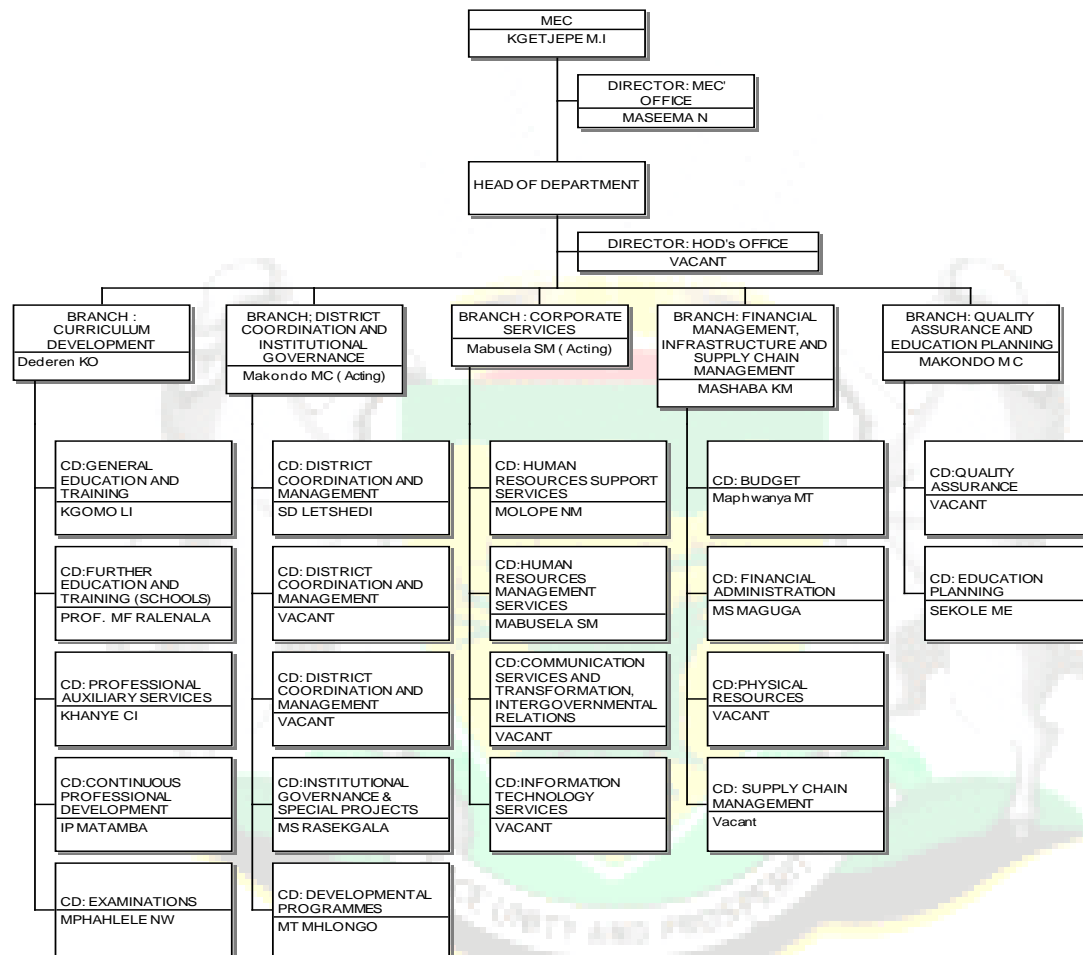 MEC
KGETJEPE M.I
DIRECTOR: MEC'
OFFICE
MASEEMA N
HEAD OF DEPARTMENT
DIRECTOR: HOD's OFFICE
VACANT
BRANCH :
CURRICULUM
DEVELOPMENT
Dederen KO
CD:GENERAL
EDUCATION AND
TRAINING
KGOMO LI
CD:FURTHER
EDUCATION AND
TRAINING (SCHOOLS)
PROF. MF RALENALA
CD: PROFESSIONAL
AUXILIARY SERVICES
KHANYE CI
CD:CONTINUOUS
PROFESSIONAL
DEVELOPMENT
IP MATAMBA
CD: EXAMINATIONS
MPHAHLELE NW
BRANCH; DISTRICT
COORDINATION AND
INSTITUTIONAL
GOVERNANCE
Makondo MC ( Acting)
CD: DISTRICT
COORDINATION AND
MANAGEMENT
SD LETSHEDI
CD: DISTRICT
COORDINATION AND
MANAGEMENT
VACANT
CD: DISTRICT
COORDINATION AND
MANAGEMENT
VACANT
CD:INSTITUTIONAL
GOVERNANCE &
SPECIAL PROJECTS
MS RASEKGALA
CD: DEVELOPMENTAL
PROGRAMMES
MT MHLONGO
BRANCH : CORPORATE
SERVICES
Mabusela SM ( Acting)
CD: HUMAN
RESOURCES SUPPORT
SERVICES
MOLOPE NM
CD:HUMAN
RESOURCES
MANAGEMENT
SERVICES
MABUSELA SM
CD:COMMUNICATION
SERVICES AND
TRANSFORMATION,
INTERGOVERNMENTAL
RELATIONS
VACANT
CD:INFORMATION
TECHNOLOGY
SERVICES
VACANT
BRANCH: FINANCIAL
MANAGEMENT,
INFRASTRUCTURE AND
SUPPLY CHAIN
MANAGEMENT
MASHABA KM
CD: BUDGET
Maphwanya MT
CD: FINANCIAL
ADMINISTRATION
MS MAGUGA
CD:PHYSICAL
RESOURCES
VACANT
CD: SUPPLY CHAIN
MANAGEMENT
Vacant
BRANCH: QUALITY
ASSURANCE AND
EDUCATION PLANNING
MAKONDO M C
CD:QUALITY
ASSURANCE
VACANT
CD: EDUCATION
PLANNING
SEKOLE ME
UNITY AND PROSPERI